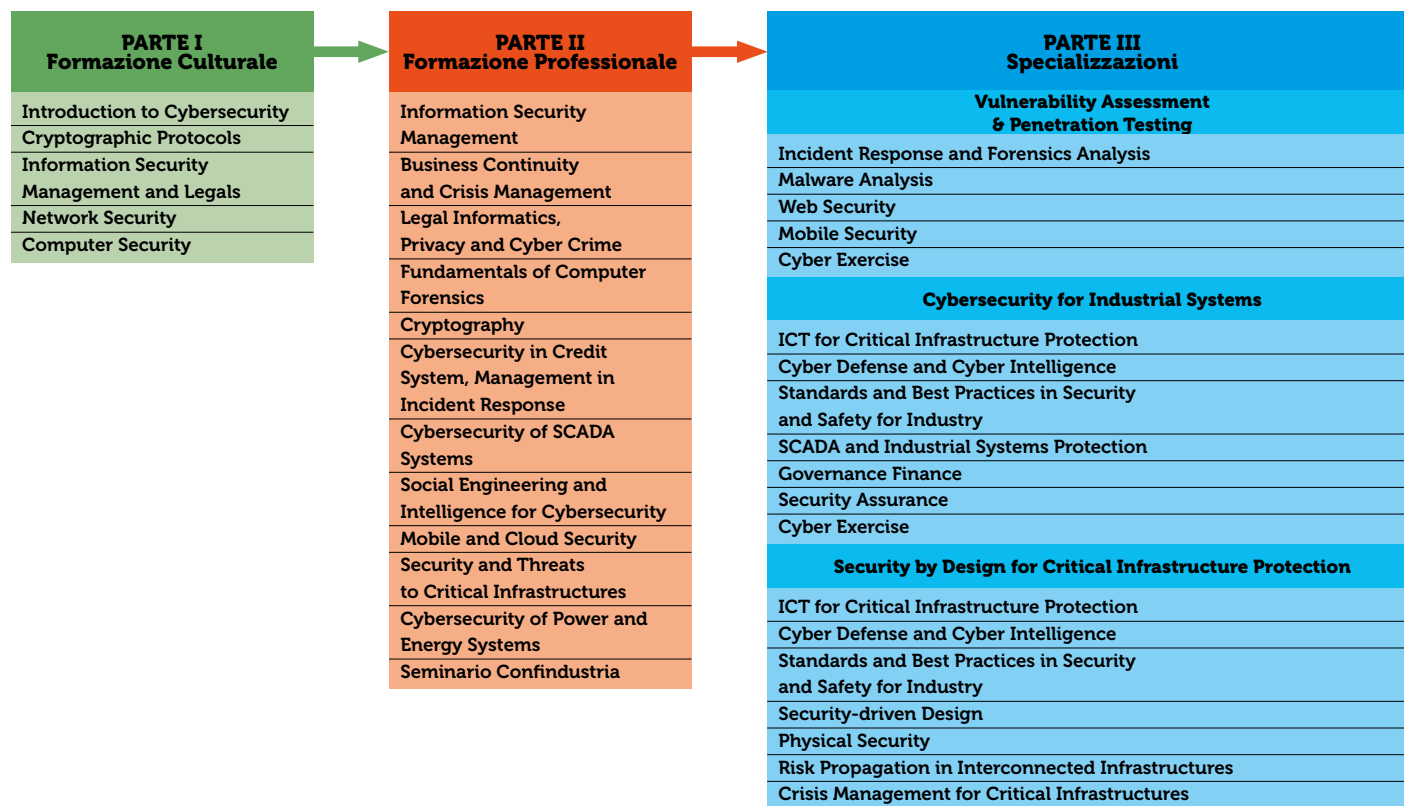 PARTE I
Formazione Culturale
Introduction to Cybersecurity
Cryptographic Protocols
Information Security
Management and Legals
Network Security
Computer Security
PARTE II
Formazione Professionale
Information Security
Management
Business Continuity
and Crisis Management
Legal Informatics,
Privacy and Cyber Crime
Fundamentals of Computer
Forensics
Cryptography
Cybersecurity in Credit
System, Management in
Incident Response
Cybersecurity of SCADA
Systems
Social Engineering and
Intelligence for Cybersecurity
Mobile and Cloud Security
Security and Threats
to Critical Infrastructures
Cybersecurity of Power and
Energy Systems
Seminario Confindustria
PARTE III
Specializzazioni
Vulnerability Assessment
& Penetration Testing
Incident Response and Forensics Analysis
Malware Analysis
Web Security
Mobile Security
Cyber Exercise
Cybersecurity for Industrial Systems
ICT for Critical Infrastructure Protection
Cyber Defense and Cyber Intelligence
Standards and Best Practices in Security
and Safety for Industry
SCADA and Industrial Systems Protection
Governance Finance
Security Assurance
Cyber Exercise
Security by Design for Critical Infrastructure Protection
ICT for Critical Infrastructure Protection
Cyber Defense and Cyber Intelligence
Standards and Best Practices in Security
and Safety for Industry
Security-driven Design
Physical Security
Risk Propagation in Interconnected Infrastructures
Crisis Management for Critical Infrastructures